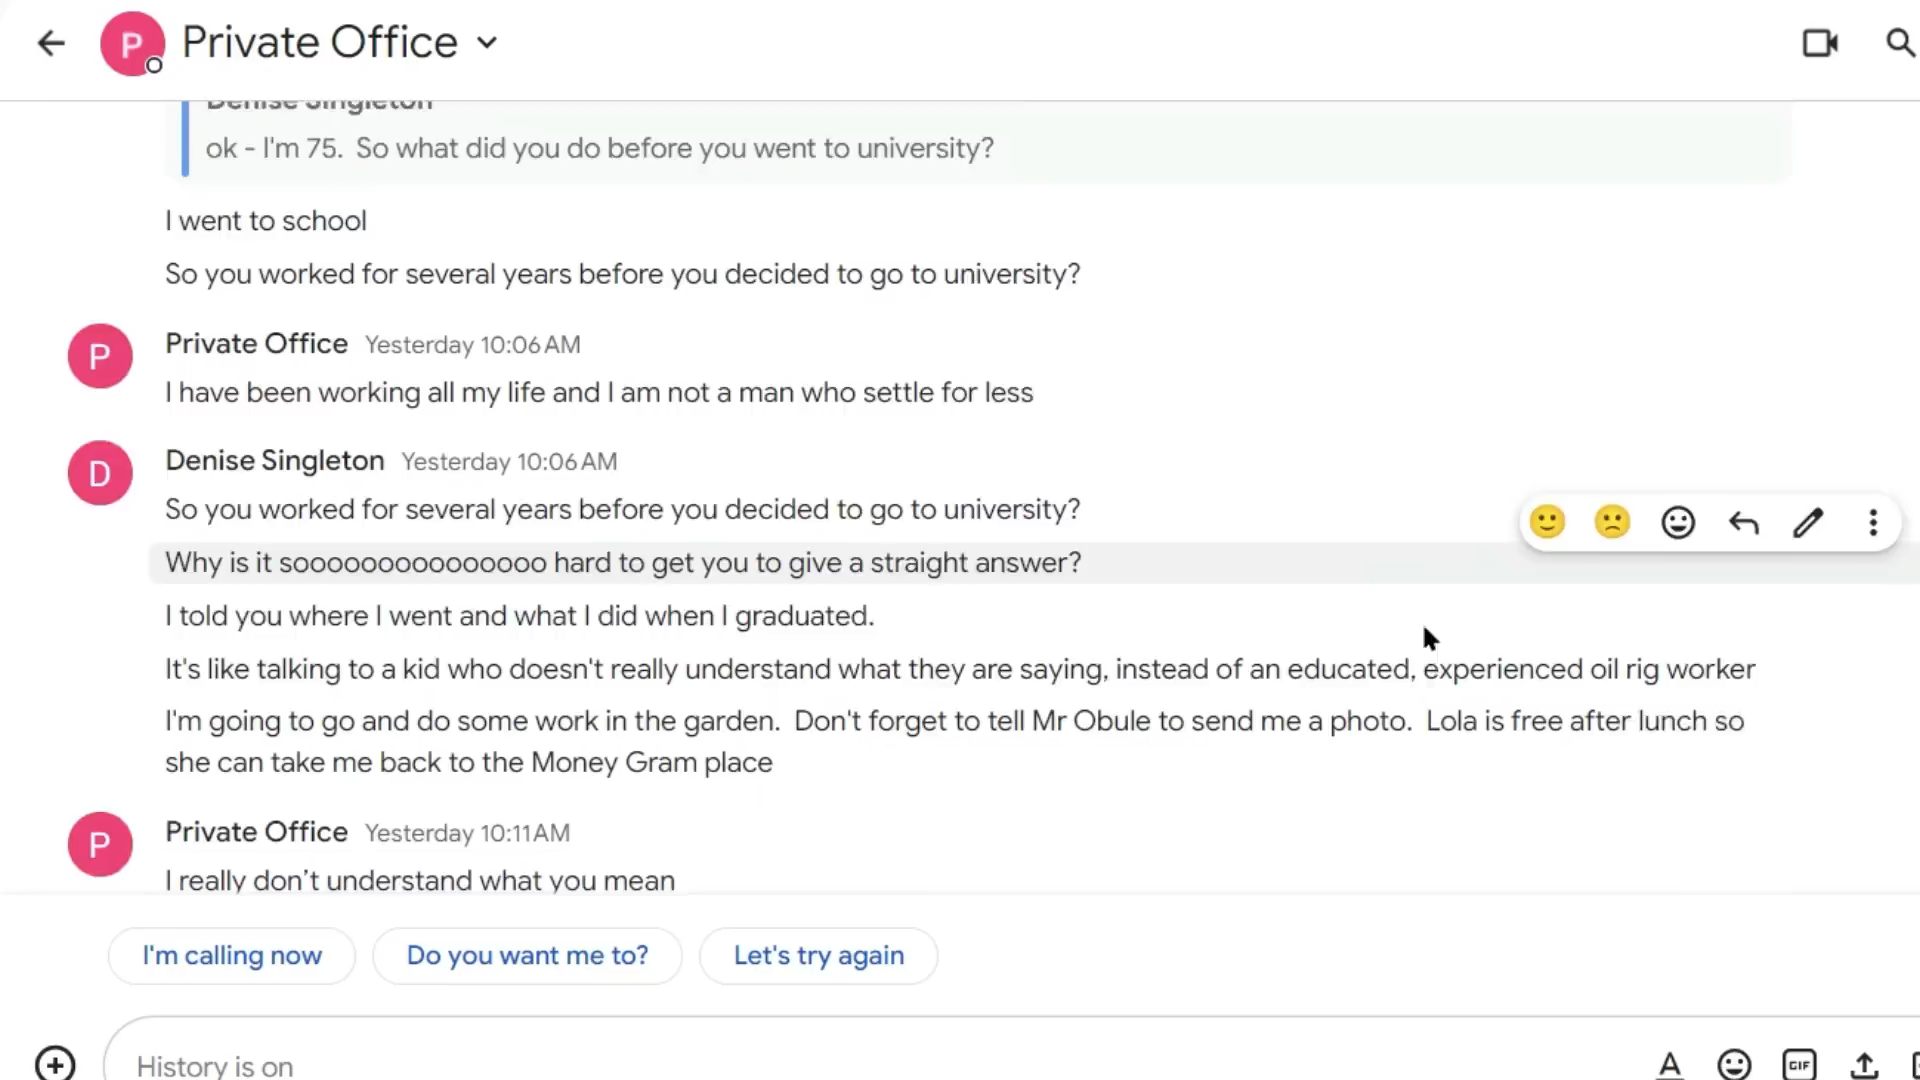 P Private Office
Denise Singleton
ok - I'm 75. So what did you do before you went to university?
I went to school
So you worked for several years before you decided to go to university?
P
Private Office Yesterday 10:06 AM
I have been working all my life and I am not a man who settle for less
D
Denise Singleton Yesterday 10:06 AM
So you worked for several years before you decided to go to university?
Why is it sooooooooooooooo hard to get you to give a straight answer?
I told you where I went and what I did when I graduated.
It's like talking to a kid who doesn't really understand what they are saying, instead of an educated, experienced oil rig worker
I'm going to go and do some work in the garden. Don't forget to tell Mr Obule to send me a photo. Lola is free after lunch so
she can take me back to the Money Gram place
P
Private Office Yesterday 10:11 AM
I really don’t understand what you mean
I'm calling now Do you want me to? Let's try again
History is on A GIF